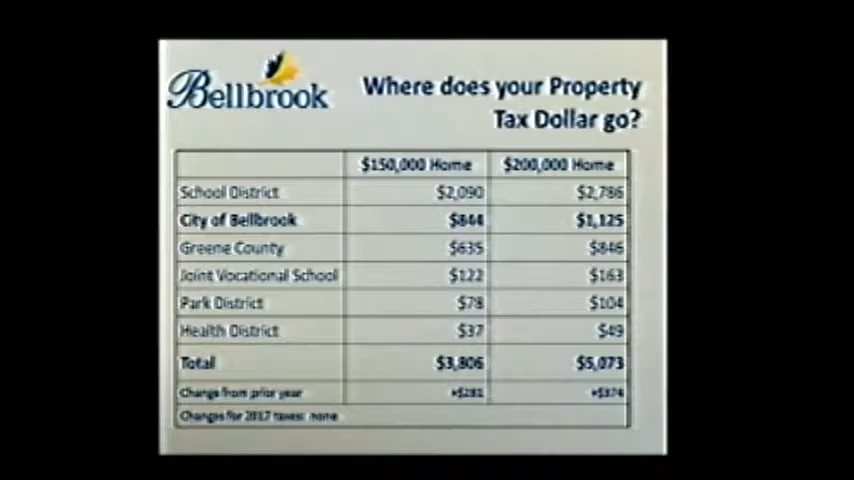 Bellbrook
Where does your Property
Tax Dollar go?
$150,000 Home $200,000 Home
School District $2,090 $2,786
City of Bellbrook $844 $1,125
Greene County $635 $846
Joint Vocational School $122 $163
Park District $78 $104
Health District $37 $49
Total $3,806 $5,073
Change from prior year +$281 +$374
Changes for 2017 taxes: none